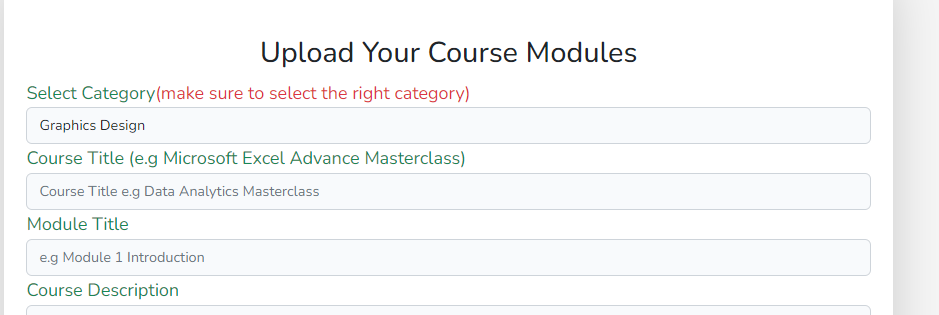 Upload Your Course Modules
Select Category(make sure to select the right category)
Graphics Design
Course Title (e.g Microsoft Excel Advance Masterclass)
Course Title e.g Data Analytics Masterclass
Module Title
e.g Module 1 Introduction
Course Description